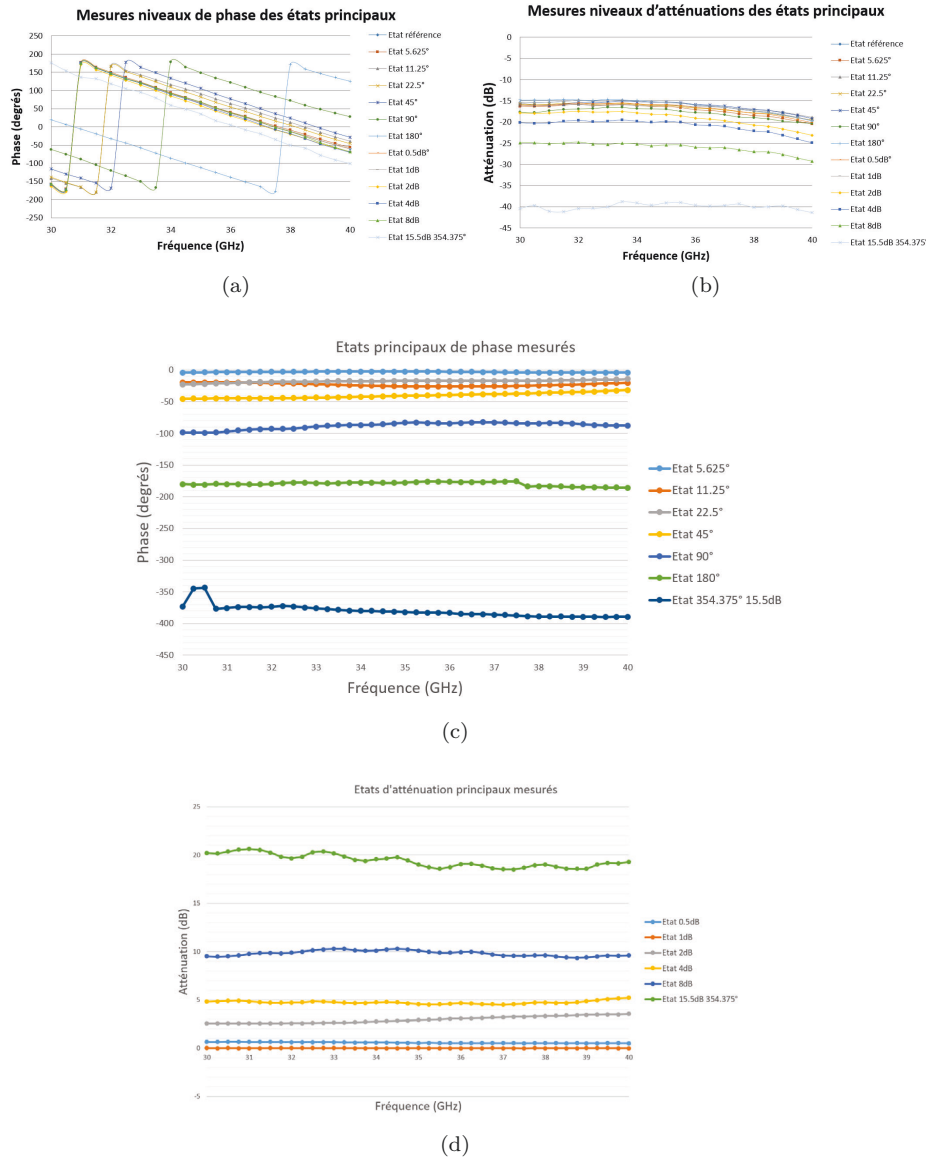 Mesures niveaux de phase des états principaux
Phase (degrés)
250
200
150
100
50
0
-50
-100
-150
-200
-250
30 32 34 36 38 40
Fréquence (GHz)
Etat référence
Etat 5.625°
Etat 11.25°
Etat 22.5°
Etat 45°
Etat 90°
Etat 180°
Etat 0.5dB°
Etat 1dB
Etat 2dB
Etat 4dB
Etat 8dB
Etat 15.5dB 354.375°
(a)
Mesures niveaux d’atténuations des états principaux
Atténuation (dB)
0
-5
-10
-15
-20
-25
-30
-35
-40
-45
30 32 34 36 38 40
Fréquence (GHz)
Etat référence
Etat 5.625°
Etat 11.25°
Etat 22.5°
Etat 45°
Etat 90°
Etat 180°
Etat 0.5dB°
Etat 1dB
Etat 2dB
Etat 4dB
Etat 8dB
Etat 15.5dB 354.375°
(b)
Etats principaux de phase mesurés
Phase (degrés)
0
-50
-100
-150
-200
-250
-300
-350
-400
-450
30 31 32 33 34 35 36 37 38 39 40
Fréquence (GHz)
Etat 5.625°
Etat 11.25°
Etat 22.5°
Etat 45°
Etat 90°
Etat 180°
Etat 354.375° 15.5dB
(c)
Etats d'atténuation principaux mesurés
Atténuation (dB)
25
20
15
10
5
0
-5
30 31 32 33 34 35 36 37 38 39 40
Fréquence (GHz)
Etat 0.5dB
Etat 1dB
Etat 2dB
Etat 4dB
Etat 8dB
Etat 15.5dB 354.375°
(d)